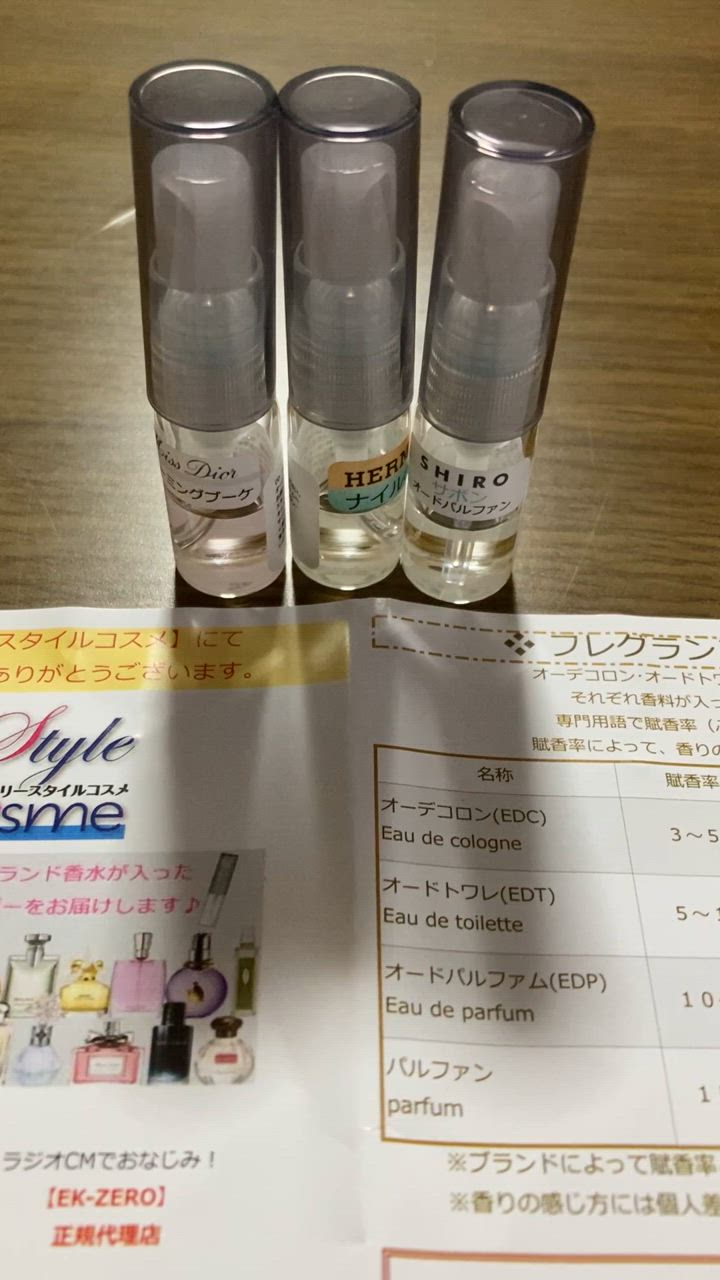 Miss Dior
ミングブーケ
HERM
ナイル
SHIRO
サボン
オードパルファン
スタイルコスメ】にて
ありがとうございます。
Style
リースタイルコスメ
sme
ランド香水が入った
ーをお届けします♪
ラジオCMでおなじみ!
【EK-ZERO】
正規代理店
❖フレグラン
オーデコロン・オードトワ
それぞれ香料が入っ
専門用語で賦香率(
賦香率によって、香りの
名称
賦香率
オーデコロン(EDC)
Eau de cologne
3~5
オードトワレ(EDT)
Eau de toilette
5~1
オードパルファム(EDP)
Eau de parfum
10
パルファン
parfum
1
※ブランドによって賦香率
※香りの感じ方には個人差